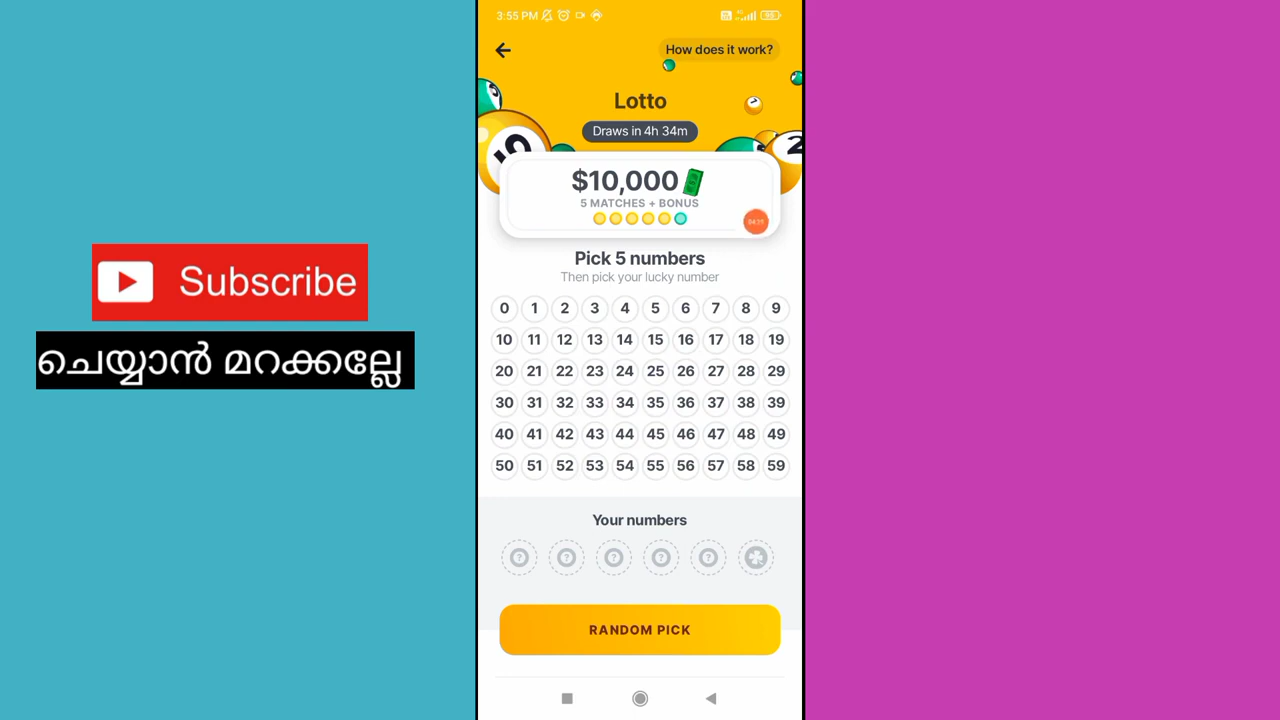 Subscribe
ചെയ്യാൻ മറക്കല്ലേ
3:55 PM
How does it work?
Lotto
Draws in 4h 34m
$10,000
5 MATCHES + BONUS
Pick 5 numbers
Then pick your lucky number
0 1 2 3 4 5 6 7 8 9
10 11 12 13 14 15 16 17 18 19
20 21 22 23 24 25 26 27 28 29
30 31 32 33 34 35 36 37 38 39
40 41 42 43 44 45 46 47 48 49
50 51 52 53 54 55 56 57 58 59
Your numbers
? ? ? ? ?
RANDOM PICK